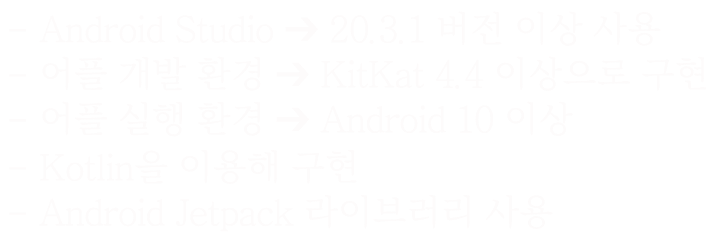 - Android Studio → 20.3.1 버전 이상 사용
- 어플 개발 환경 → KitKat 4.4 이상으로 구현
- 어플 실행 환경 → Android 10 이상
- Kotlin을 이용해 구현
- Android Jetpack 라이브러리 사용